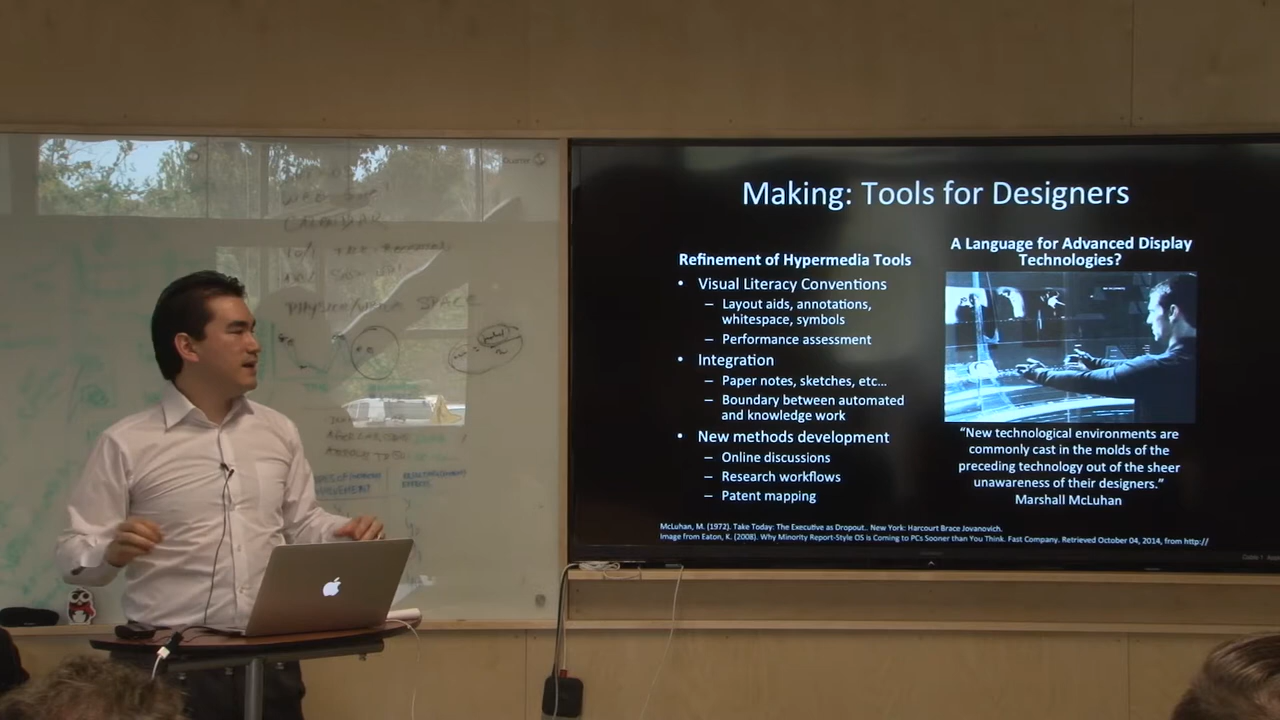 Making: Tools for Designers
Refinement of Hypermedia Tools
• Visual Literacy Conventions
– Layout aids, annotations,
whitespace, symbols
– Performance assessment
• Integration
– Paper notes, sketches, etc...
– Boundary between automated
and knowledge work
• New methods development
– Online discussions
– Research workflows
– Patent mapping
A Language for Advanced Display
Technologies?
“New technological environments are
commonly cast in the molds of the
preceding technology out of the sheer
unawareness of their designers.”
Marshall McLuhan
McLuhan, M. (1972). Take Today: The Executive as Dropout.. New York: Harcourt Brace Jovanovich.
Image from Eaton, K. (2008). Why Minority Report-Style OS is Coming to PCs Sooner than You Think. Fast Company. Retrieved October 04, 2014, from http://
CALENDAR
SPACE